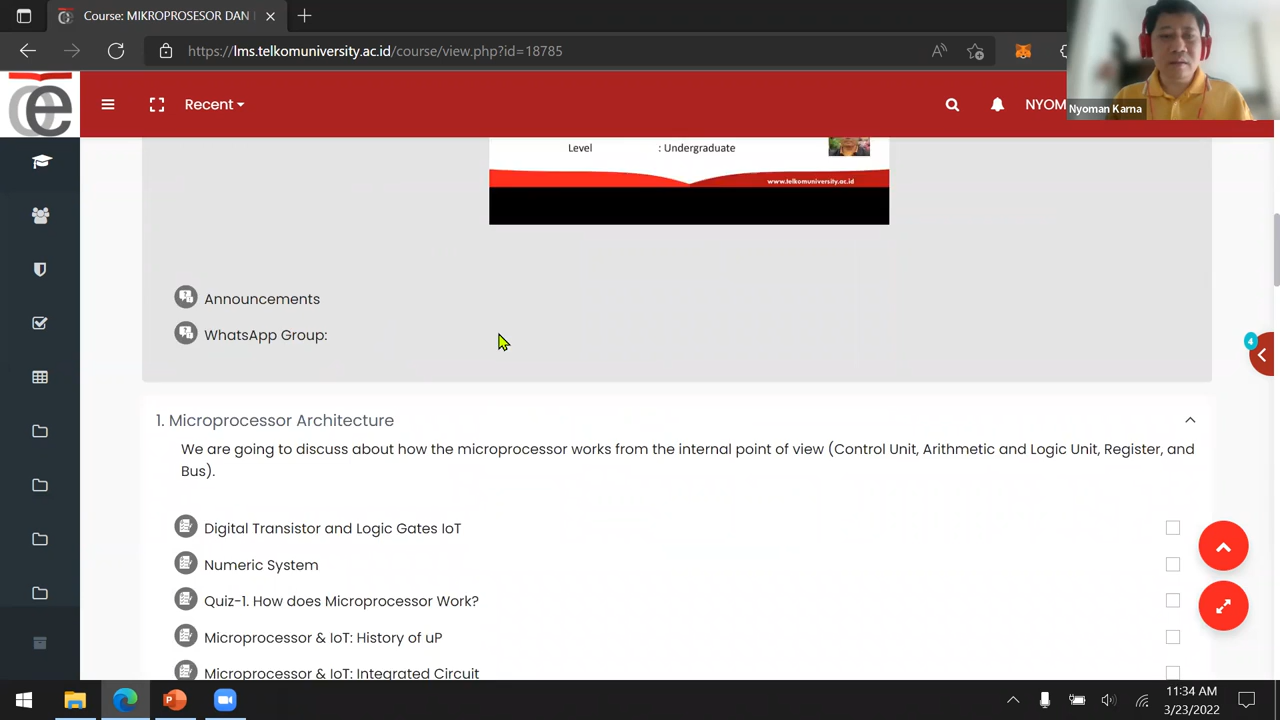 Course: MIKROPROSESOR DAN
https://lms.telkomuniversity.ac.id/course/view.php?id=18785
Nyoman Karna
Recent
NYOM
Level : Undergraduate
www.telkomuniversity.ac.id
Announcements
WhatsApp Group:
4
1. Microprocessor Architecture
We are going to discuss about how the microprocessor works from the internal point of view (Control Unit, Arithmetic and Logic Unit, Register, and
Bus).
Digital Transistor and Logic Gates IoT
Numeric System
Quiz-1. How does Microprocessor Work?
Microprocessor & IoT: History of uP
Microprocessor & IoT: Integrated Circuit
11:34 AM
3/23/2022